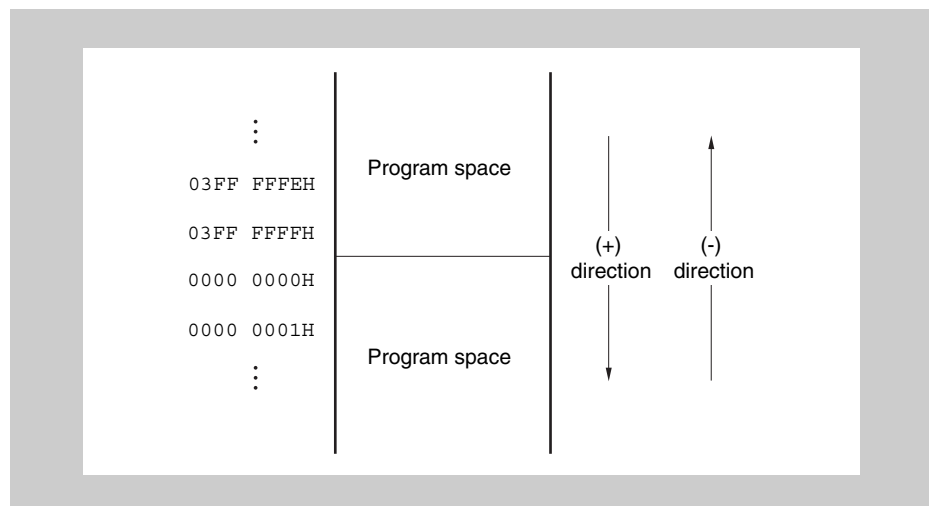 ⋮
03FF FFFEH
03FF FFFFH
0000 0000H
0000 0001H
⋮
Program space
Program space
(+)
direction
(-)
direction